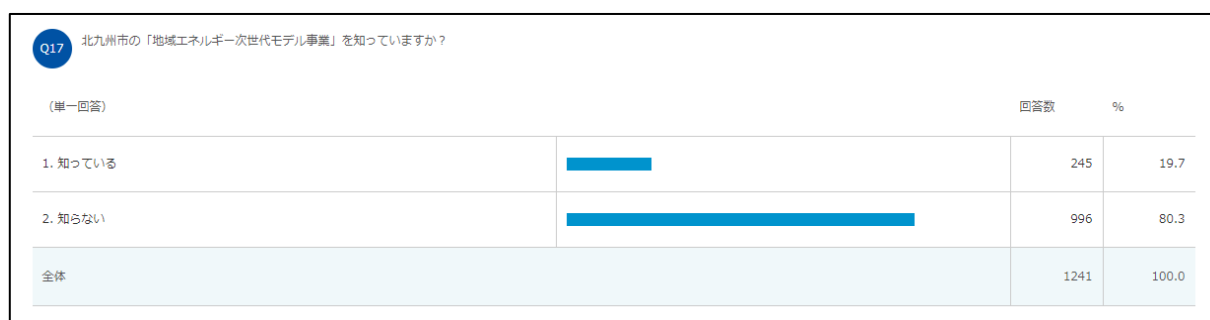 Q17 北九州市の「地域エネルギー次世代モデル事業」を知っていますか？
（単一回答） 回答数 %
1. 知っている 245 19.7
2. 知らない 996 80.3
全体 1241 100.0